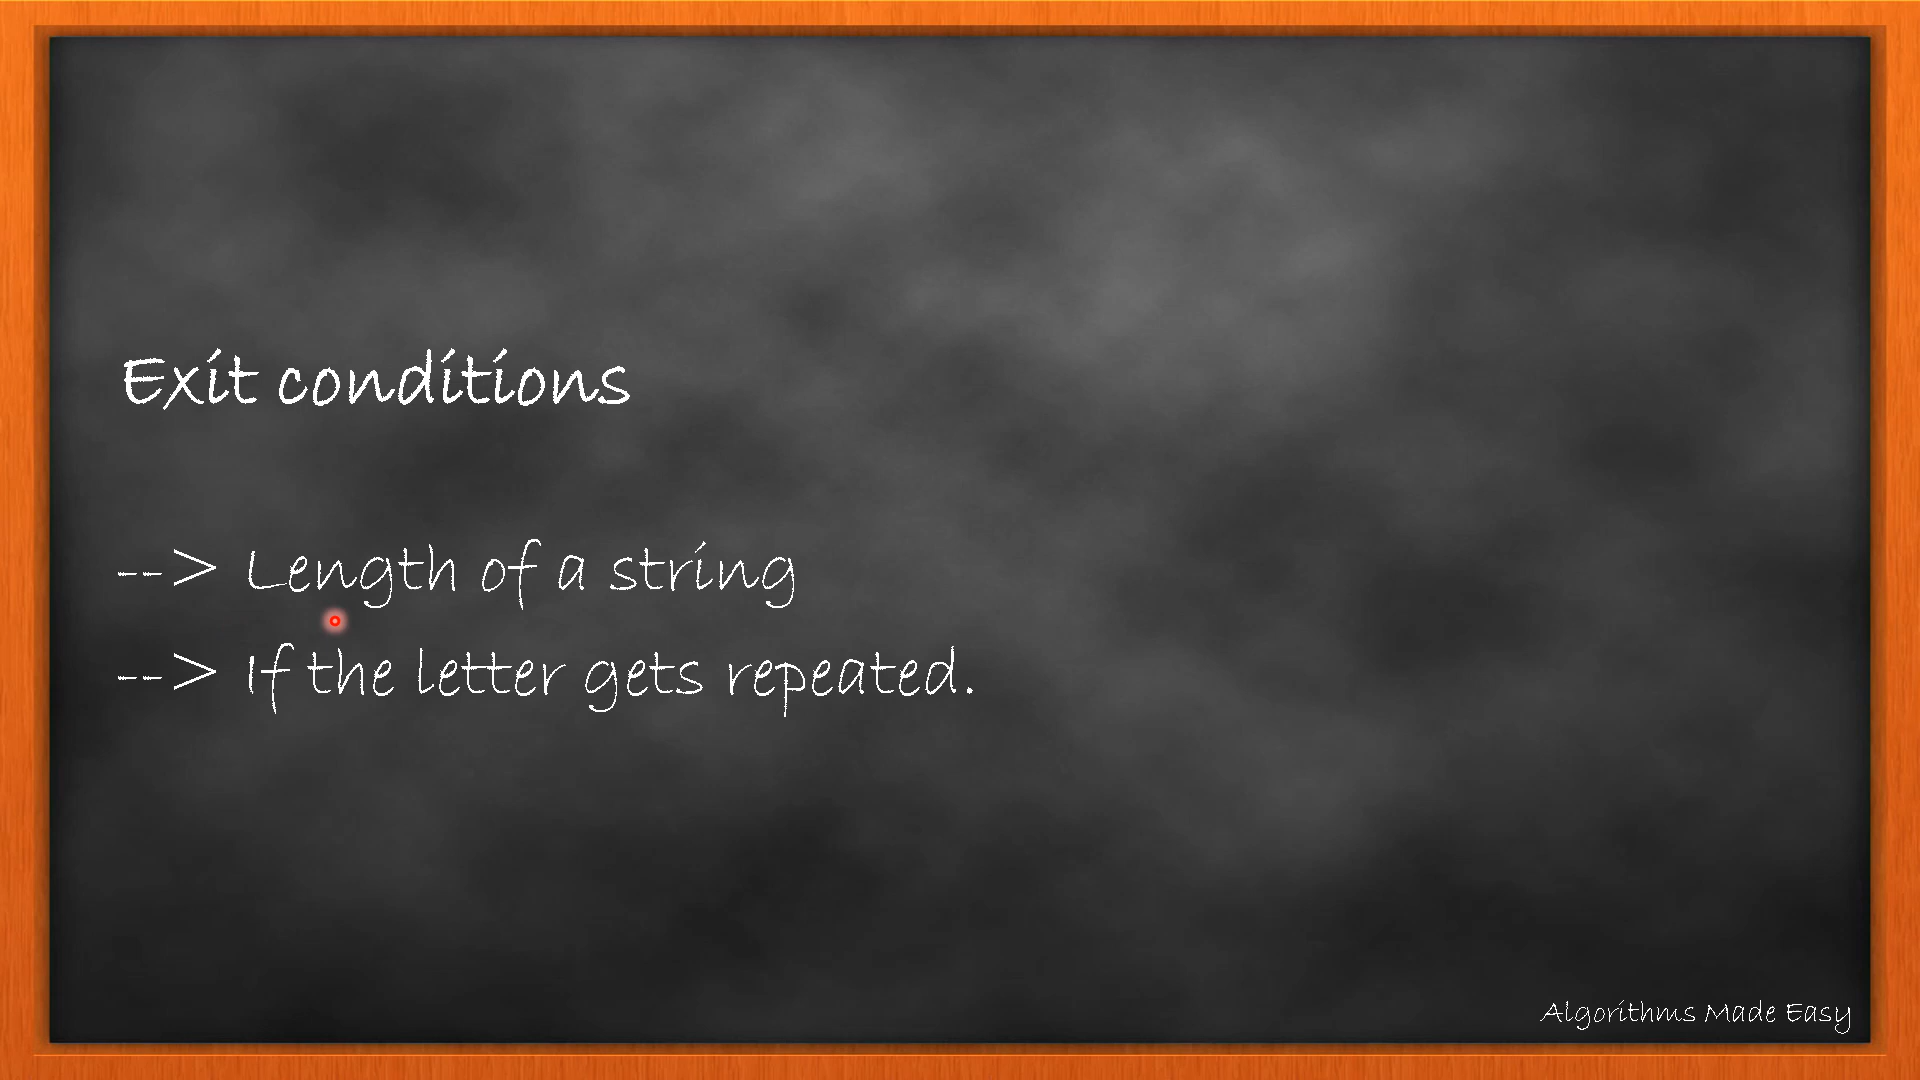 Exit conditions
--> Length of a string
--> If the letter gets repeated.
Algorithms Made Easy